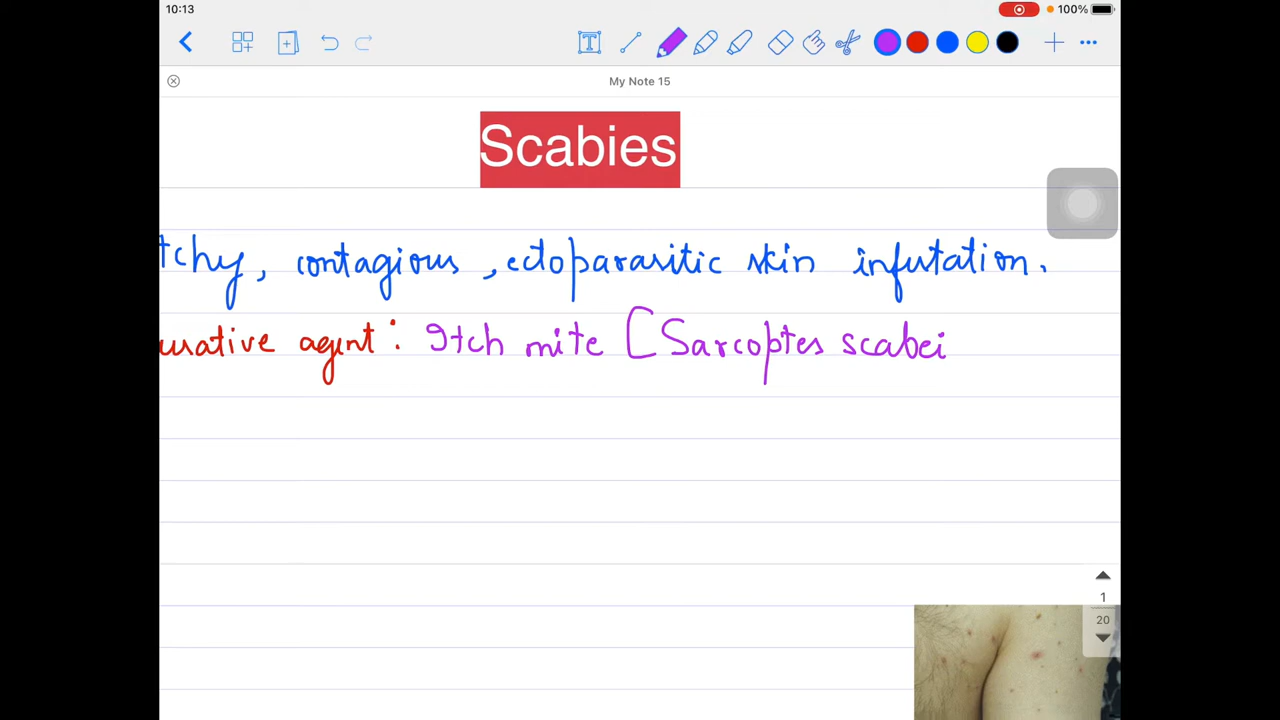 10:13
100%
My Note 15
Scabies
tchy, contagious, ectoparasitic skin infestation.
usative agent: Itch mite [Sarcoptes scabei
1
20